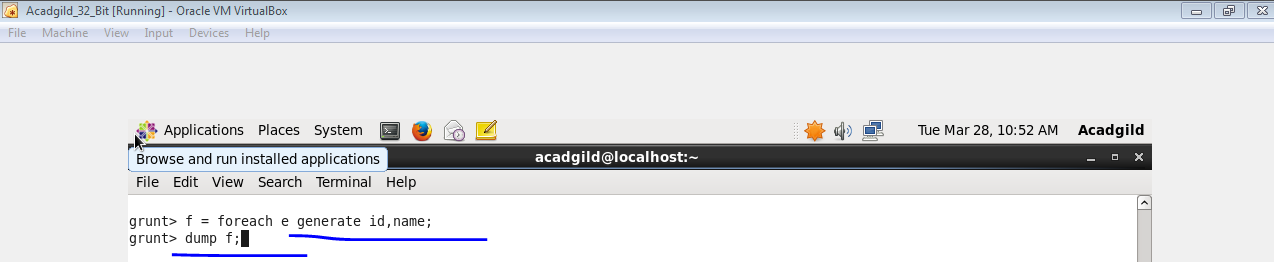 Acadgild_32_Bit [Running] - Oracle VM VirtualBox
File Machine View Input Devices Help
Applications Places System Tue Mar 28, 10:52 AM Acadgild
Browse and run installed applications
acadgild@localhost:~
File Edit View Search Terminal Help
grunt> f = foreach e generate id,name;
grunt> dump f;